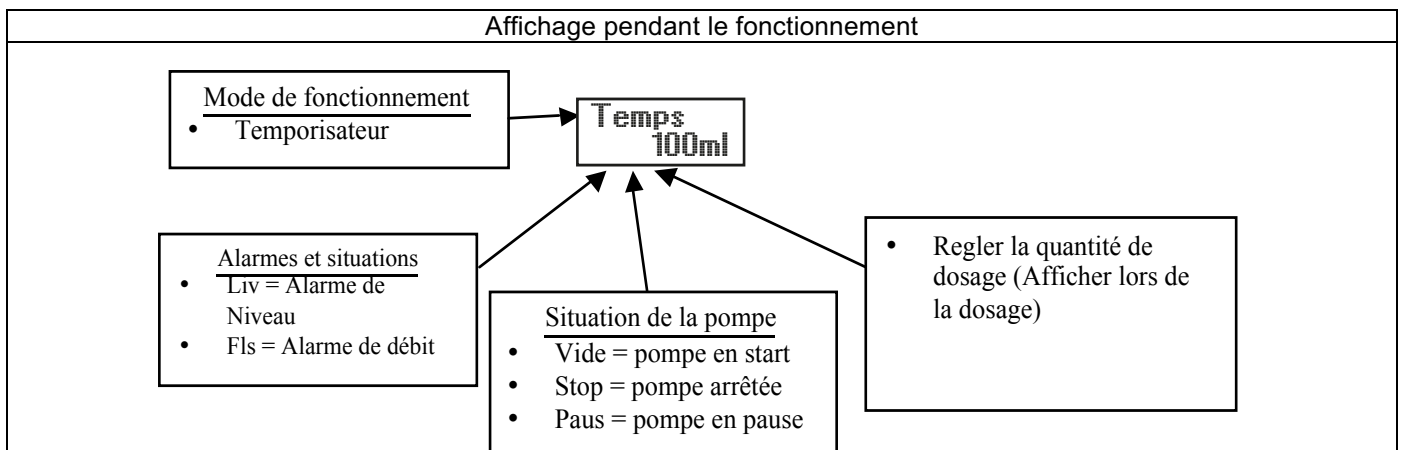 Affichage pendant le fonctionnement
Mode de fonctionnement
• Temporisateur
Temps
100ml
Alarmes et situations
• Liv = Alarme de
Niveau
• Fls = Alarme de débit
Situation de la pompe
• Vide = pompe en start
• Stop = pompe arrêtée
• Paus = pompe en pause
• Regler la quantité de
dosage (Afficher lors de
la dosage)